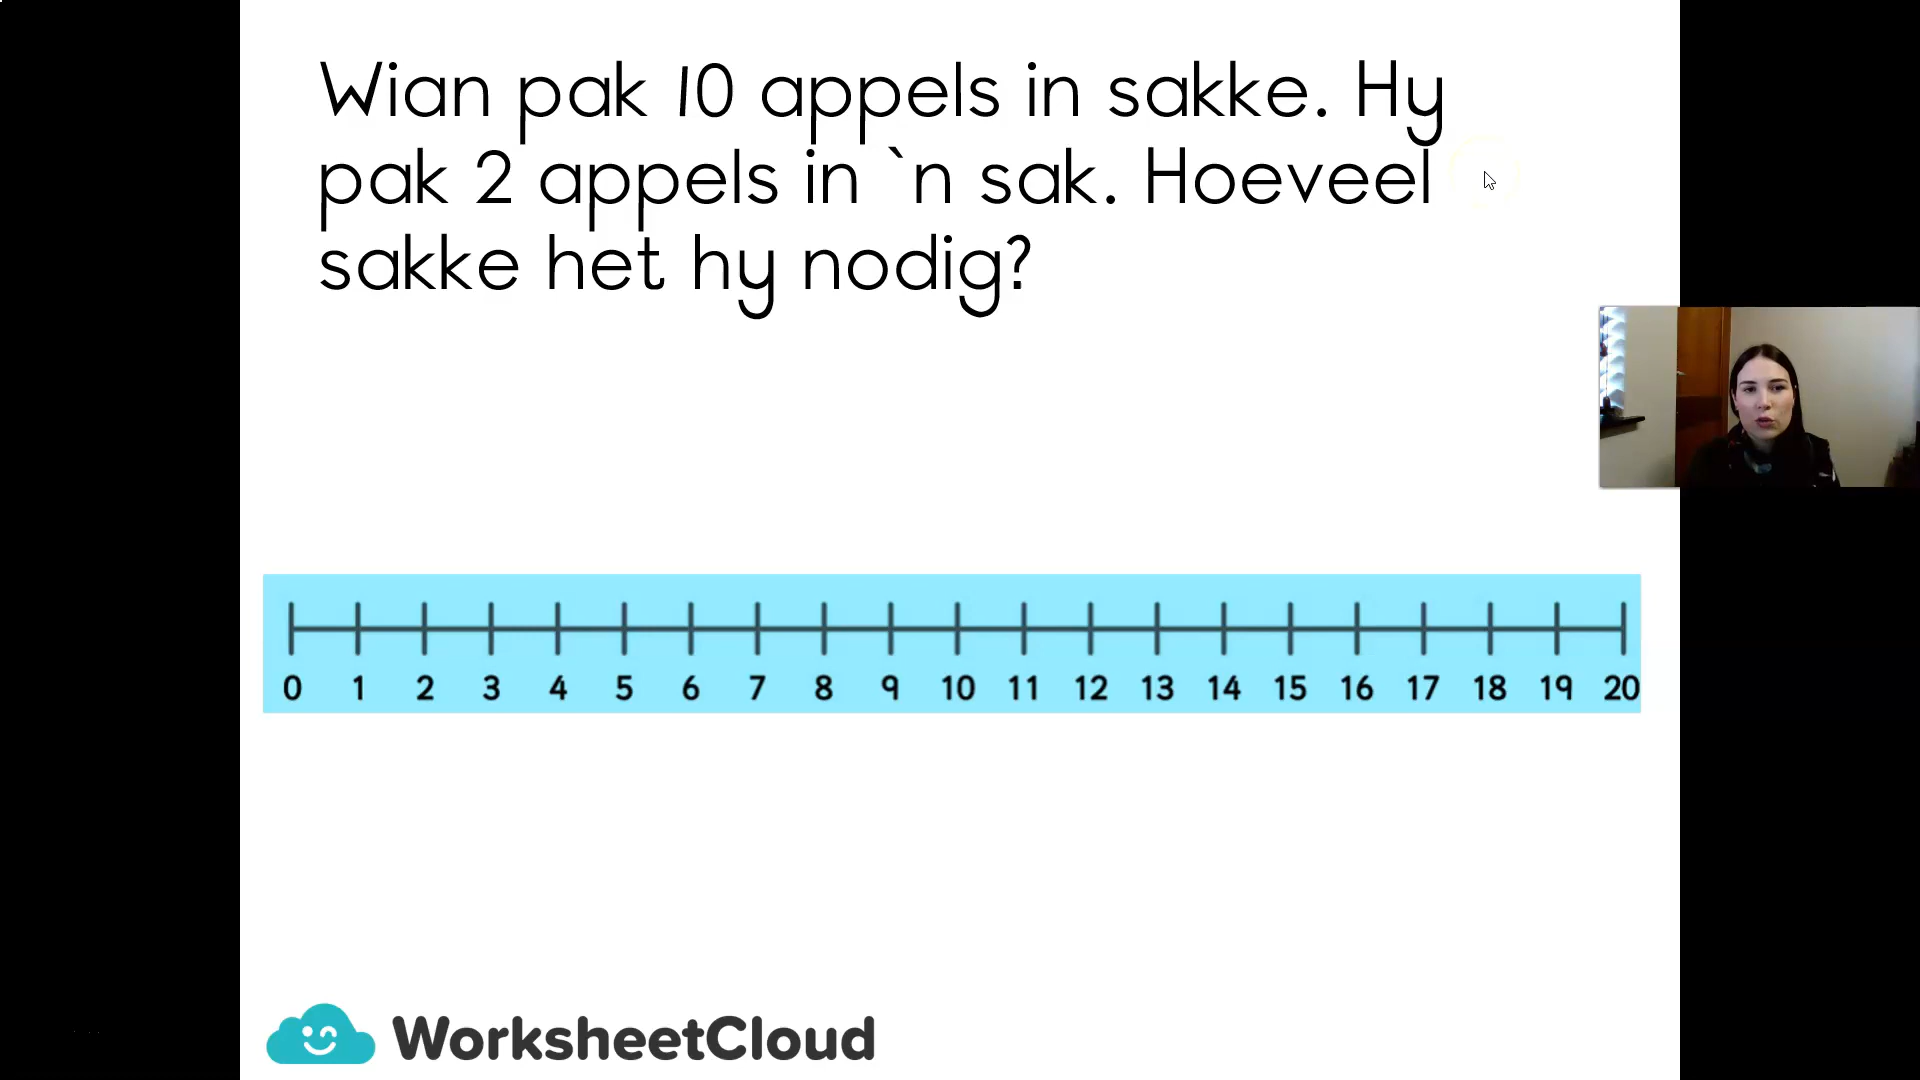 Wian pak 10 appels in sakke. Hy
pak 2 appels in `n sak. Hoeveel
sakke het hy nodig?
0 1 2 3 4 5 6 7 8 9 10 11 12 13 14 15 16 17 18 19 20
WorksheetCloud